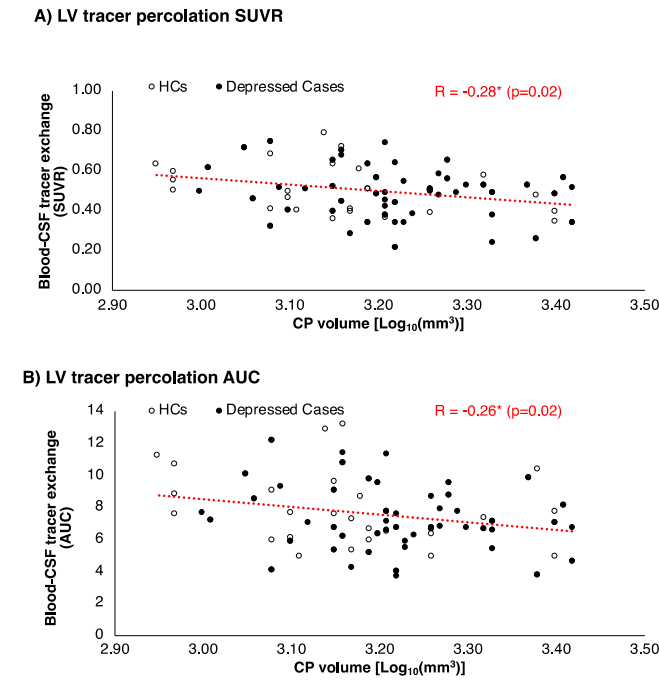 A) LV tracer percolation SUVR
HCs Depressed Cases
R = -0.28* (p=0.02)
Blood-CSF tracer exchange
(SUVR)
1.00
0.80
0.60
0.40
0.20
0.00
2.90 3.00 3.10 3.20 3.30 3.40 3.50
CP volume [Log₁₀(mm³)]
B) LV tracer percolation AUC
HCs Depressed Cases
R = -0.26* (p=0.02)
Blood-CSF tracer exchange
(AUC)
14
12
10
8
6
4
2
0
2.90 3.00 3.10 3.20 3.30 3.40 3.50
CP volume [Log₁₀(mm³)]